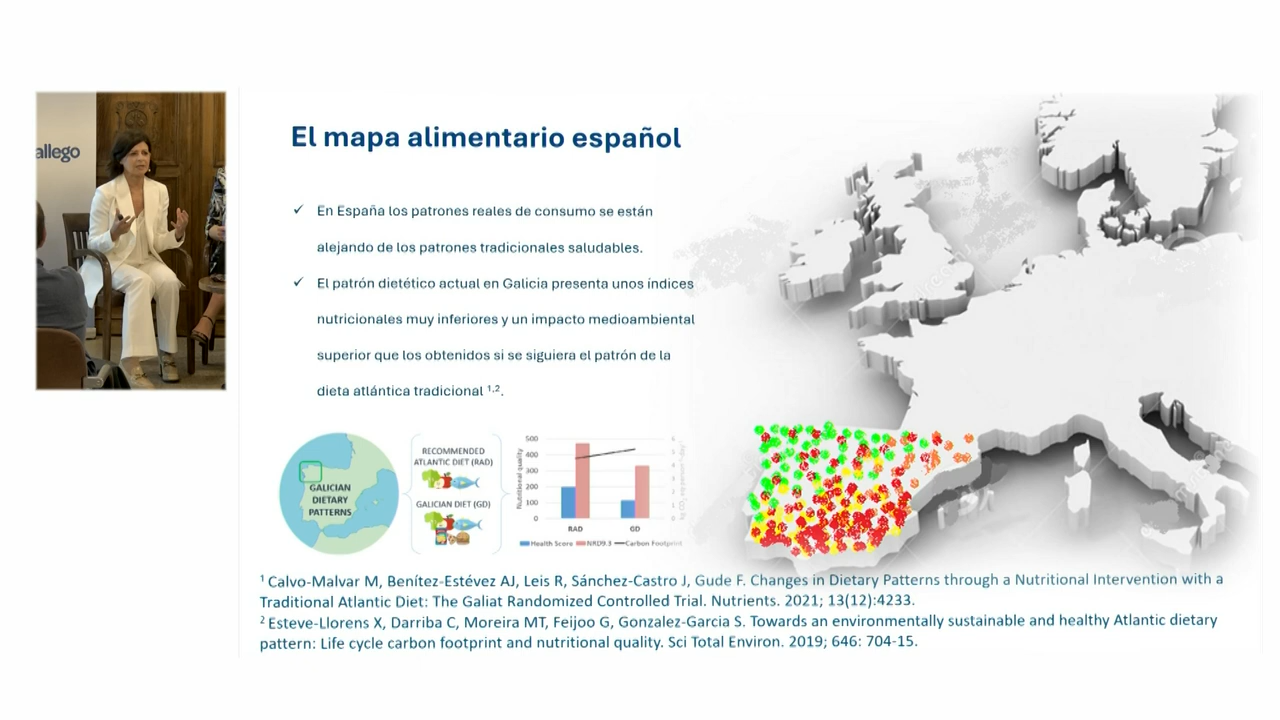 allego
El mapa alimentario español
✓ En España los patrones reales de consumo se están
alejando de los patrones tradicionales saludables.
✓ El patrón dietético actual en Galicia presenta unos índices
nutricionales muy inferiores y un impacto medioambiental
superior que los obtenidos si se siguiera el patrón de la
dieta atlántica tradicional 1,2.
GALICIAN
DIETARY
PATTERNS
RECOMMENDED
ATLANTIC DIET (RAD)
GALICIAN DIET (GD)
Nutritional quality
500
400
300
200
100
0
RAD
GD
Health Score
NRD9.3
Carbon Footprint
1 Calvo-Malvar M, Benítez-Estévez AJ, Leis R, Sánchez-Castro J, Gude F. Changes in Dietary Patterns through a Nutritional Intervention with a
Traditional Atlantic Diet: The Galiat Randomized Controlled Trial. Nutrients. 2021; 13(12):4233.
2 Esteve-Llorens X, Darriba C, Moreira MT, Feijoo G, Gonzalez-Garcia S. Towards an environmentally sustainable and healthy Atlantic dietary
pattern: Life cycle carbon footprint and nutritional quality. Sci Total Environ. 2019; 646: 704-15.